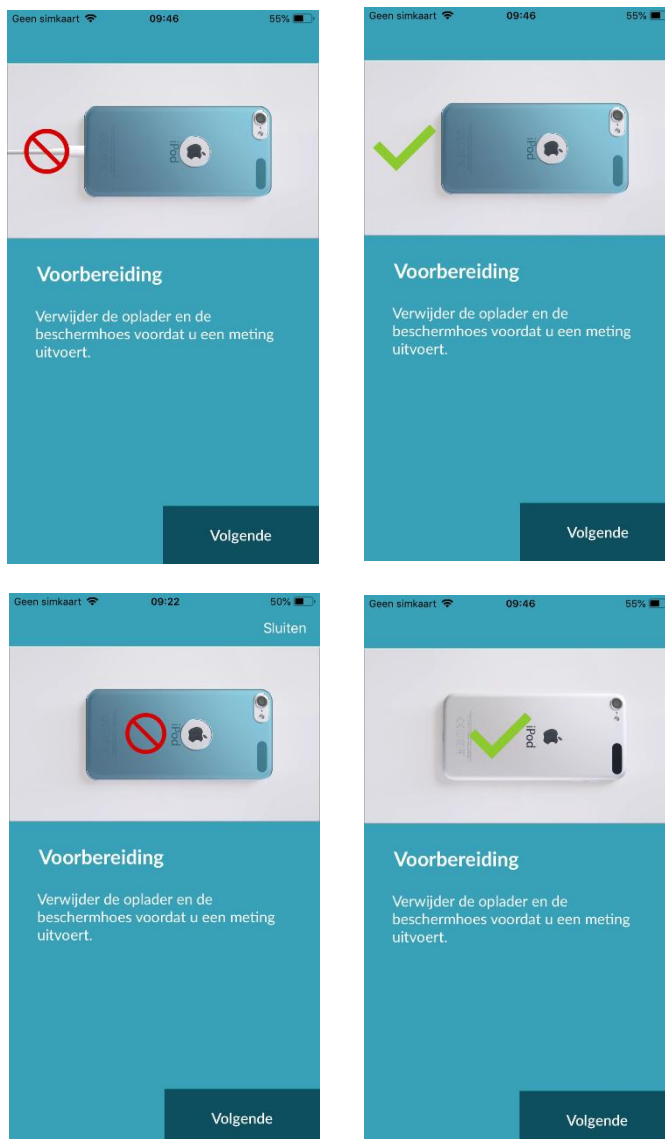 Geen simkaart 09:46 55%
iPod
Voorbereiding
Verwijder de oplader en de
beschermhoes voordat u een meting
uitvoert.
Volgende
Geen simkaart 09:46 55%
iPod
Voorbereiding
Verwijder de oplader en de
beschermhoes voordat u een meting
uitvoert.
Volgende
Geen simkaart 09:22 50%
Sluiten
iPod
Voorbereiding
Verwijder de oplader en de
beschermhoes voordat u een meting
uitvoert.
Volgende
Geen simkaart 09:46 55%
iPod
Voorbereiding
Verwijder de oplader en de
beschermhoes voordat u een meting
uitvoert.
Volgende